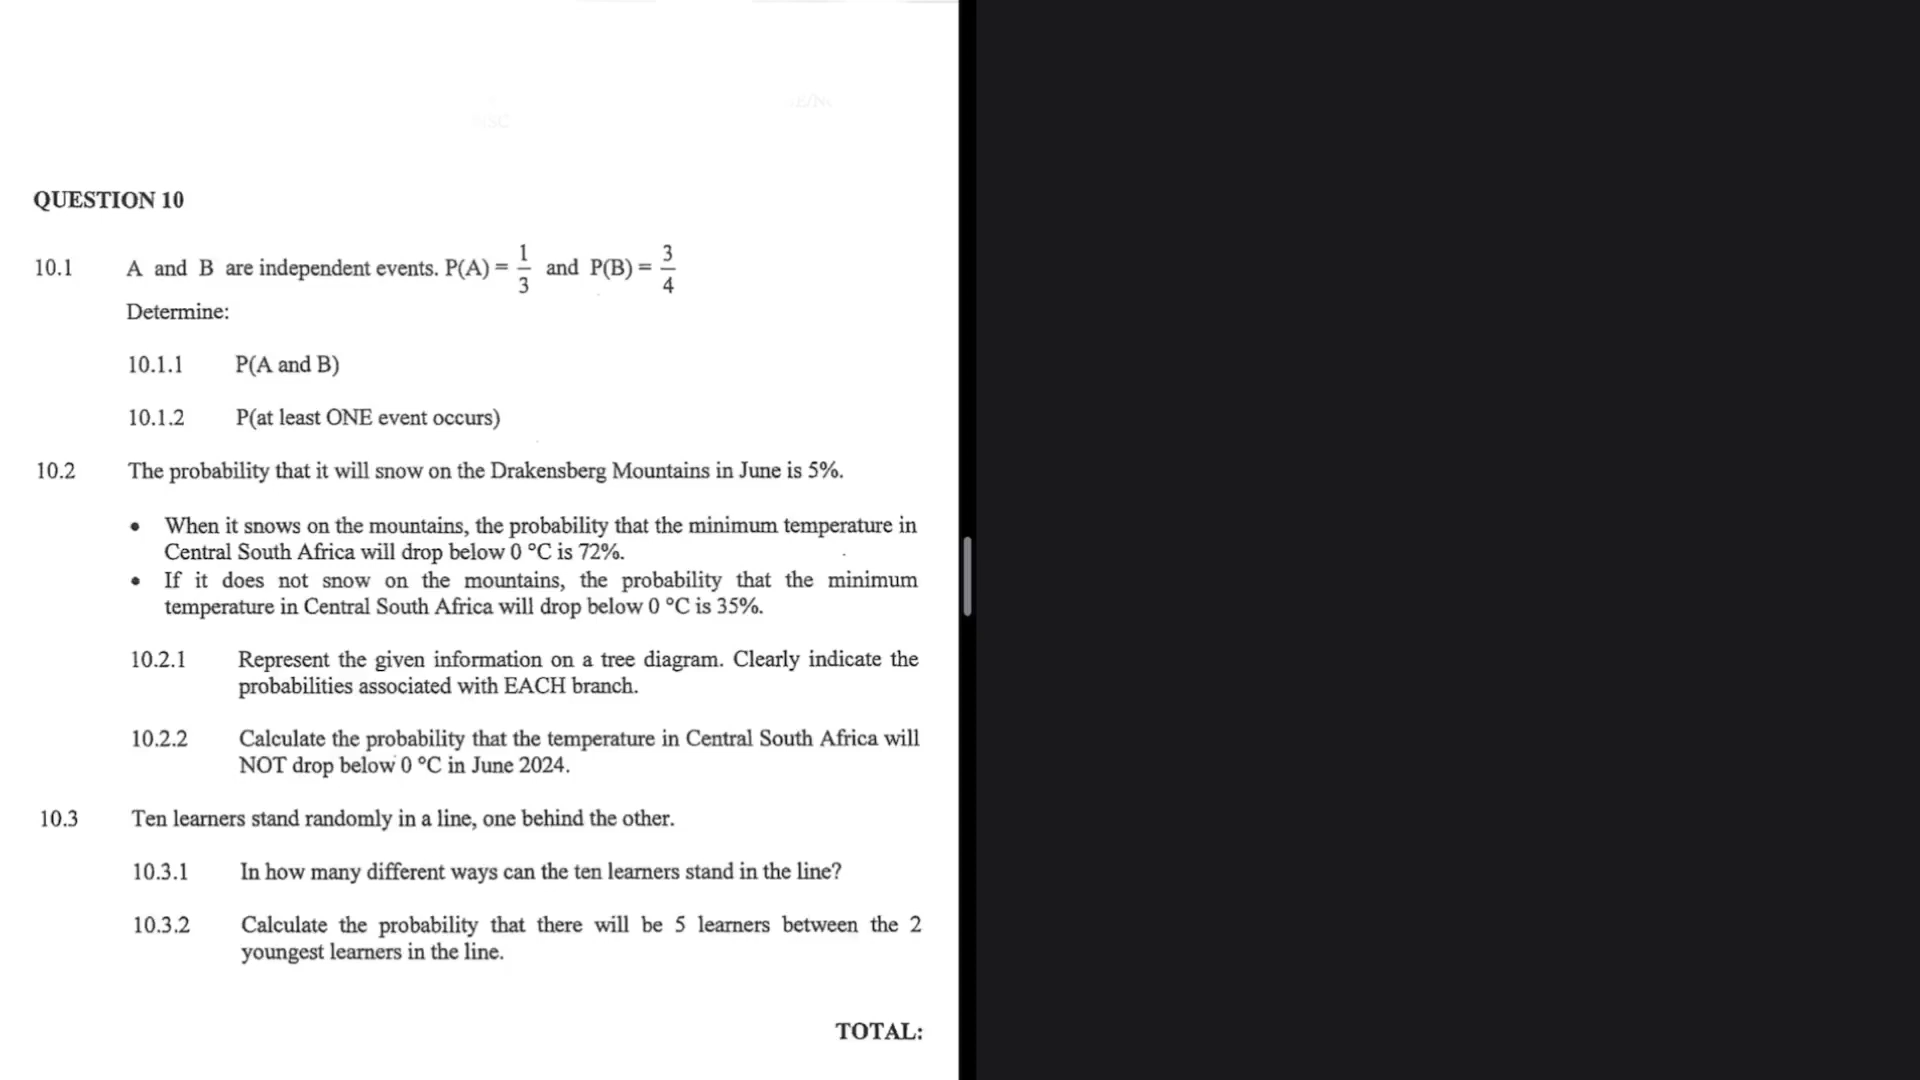 QUESTION 10
10.1 A and B are independent events. P(A) = 1/3 and P(B) = 3/4
Determine:
10.1.1 P(A and B)
10.1.2 P(at least ONE event occurs)
10.2 The probability that it will snow on the Drakensberg Mountains in June is 5%.
• When it snows on the mountains, the probability that the minimum temperature in
Central South Africa will drop below 0 °C is 72%.
• If it does not snow on the mountains, the probability that the minimum
temperature in Central South Africa will drop below 0 °C is 35%.
10.2.1 Represent the given information on a tree diagram. Clearly indicate the
probabilities associated with EACH branch.
10.2.2 Calculate the probability that the temperature in Central South Africa will
NOT drop below 0 °C in June 2024.
10.3 Ten learners stand randomly in a line, one behind the other.
10.3.1 In how many different ways can the ten learners stand in the line?
10.3.2 Calculate the probability that there will be 5 learners between the 2
youngest learners in the line.
TOTAL: